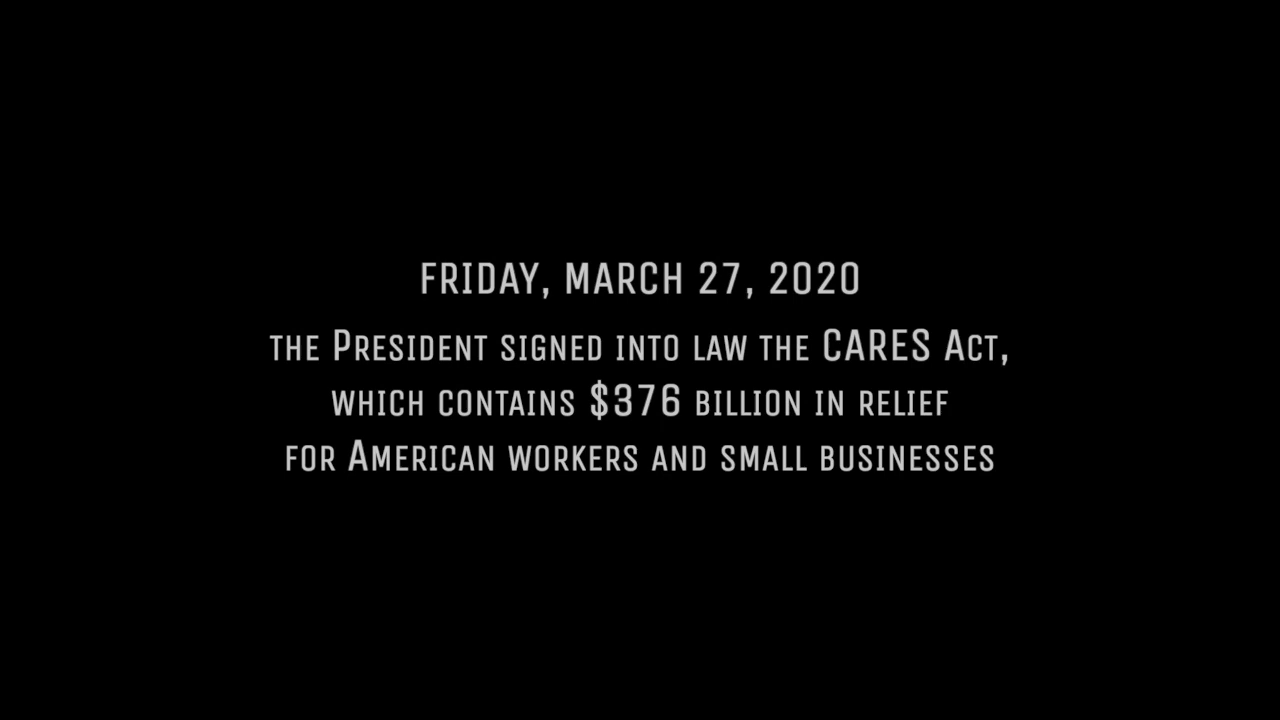 FRIDAY, MARCH 27, 2020
THE PRESIDENT SIGNED INTO LAW THE CARES ACT,
WHICH CONTAINS $376 BILLION IN RELIEF
FOR AMERICAN WORKERS AND SMALL BUSINESSES